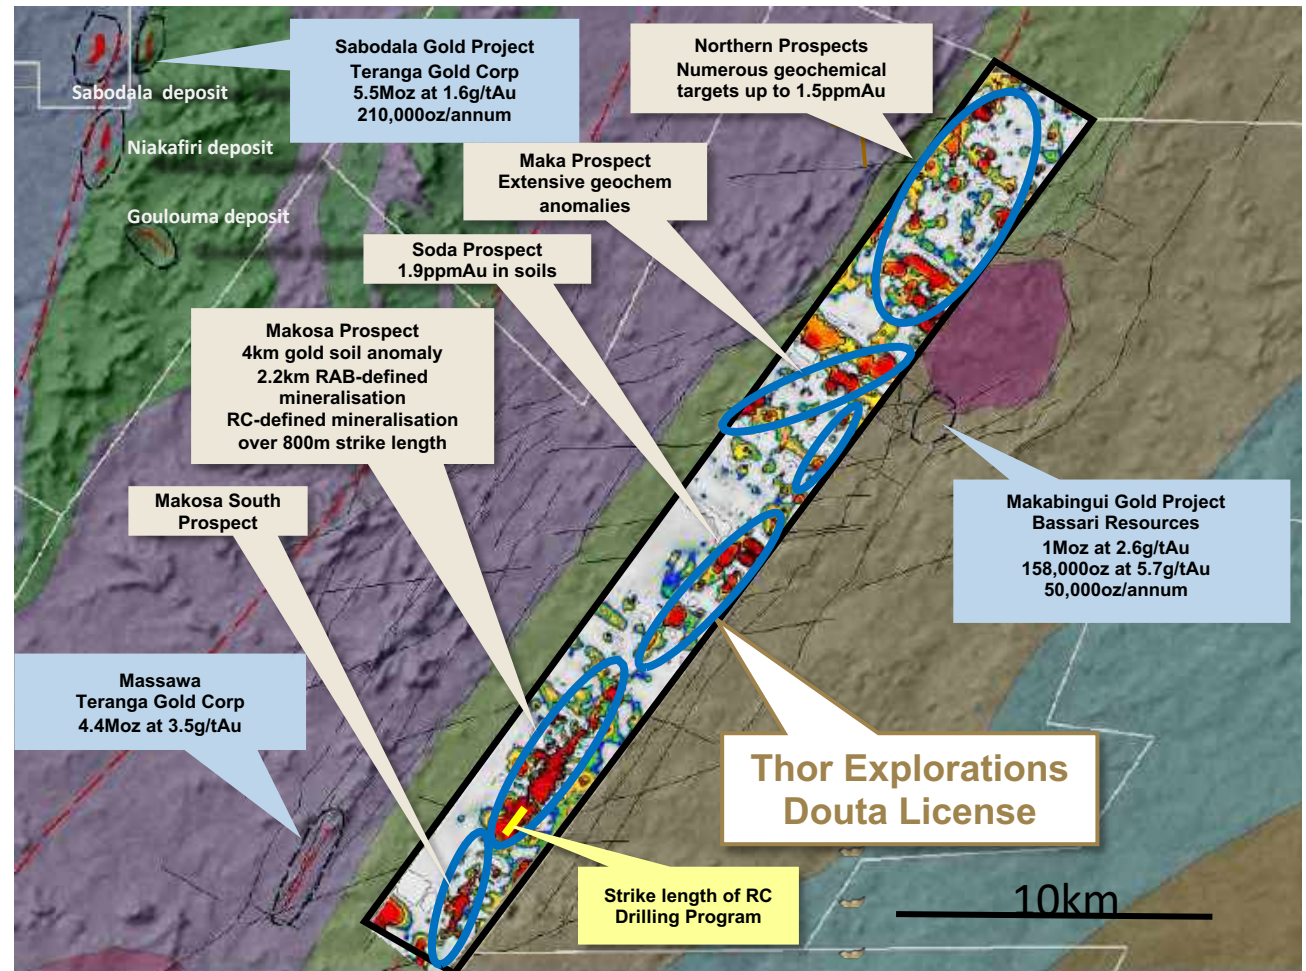 Sabodala Gold Project
Teranga Gold Corp
5.5Moz at 1.6g/tAu
210,000oz/annum
Northern Prospects
Numerous geochemical
targets up to 1.5ppmAu
Sabodala deposit
Niakafiri deposit
Maka Prospect
Extensive geochem
anomalies
Goulouma deposit
Soda Prospect
1.9ppmAu in soils
Makosa Prospect
4km gold soil anomaly
2.2km RAB-defined
mineralisation
RC-defined mineralisation
over 800m strike length
Makosa South
Prospect
Makabingui Gold Project
Bassari Resources
1Moz at 2.6g/tAu
158,000oz at 5.7g/tAu
50,000oz/annum
Massawa
Teranga Gold Corp
4.4Moz at 3.5g/tAu
Thor Explorations
Douta License
Strike length of RC
Drilling Program
10km